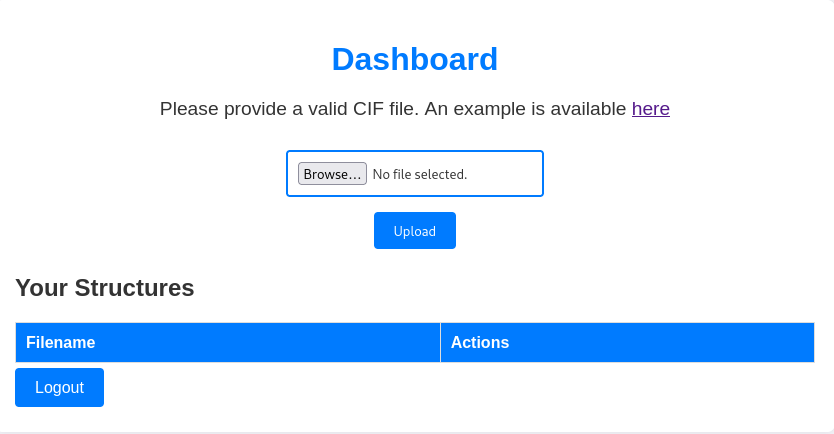 Dashboard
Please provide a valid CIF file. An example is available here
Browse... No file selected.
Upload
Your Structures
Filename Actions
Logout